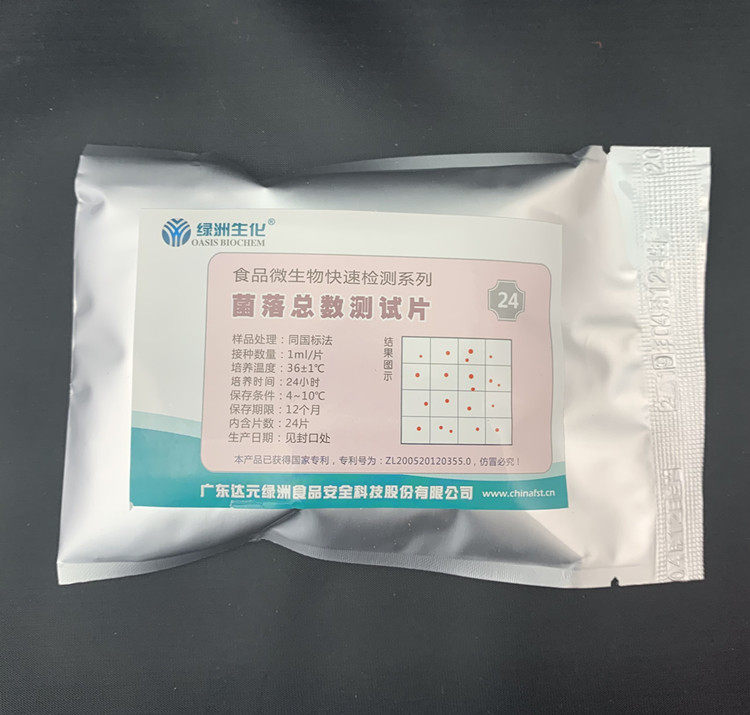 绿洲生化®
OASIS BIOCHEM
食品微生物快速检测系列
菌落总数测试片
24
样品处理：同国标法
接种数量：1ml/片
培养温度：36±1℃
培养时间：24小时
保存条件：4~10℃
保存期限：12个月
内含片数：24片
生产日期：见封口处
结果图示
本产品已获得国家专利，专利号为：ZL200520120355.0，仿冒必究！
广东达元绿洲食品安全科技股份有限公司 www.chinafst.cn